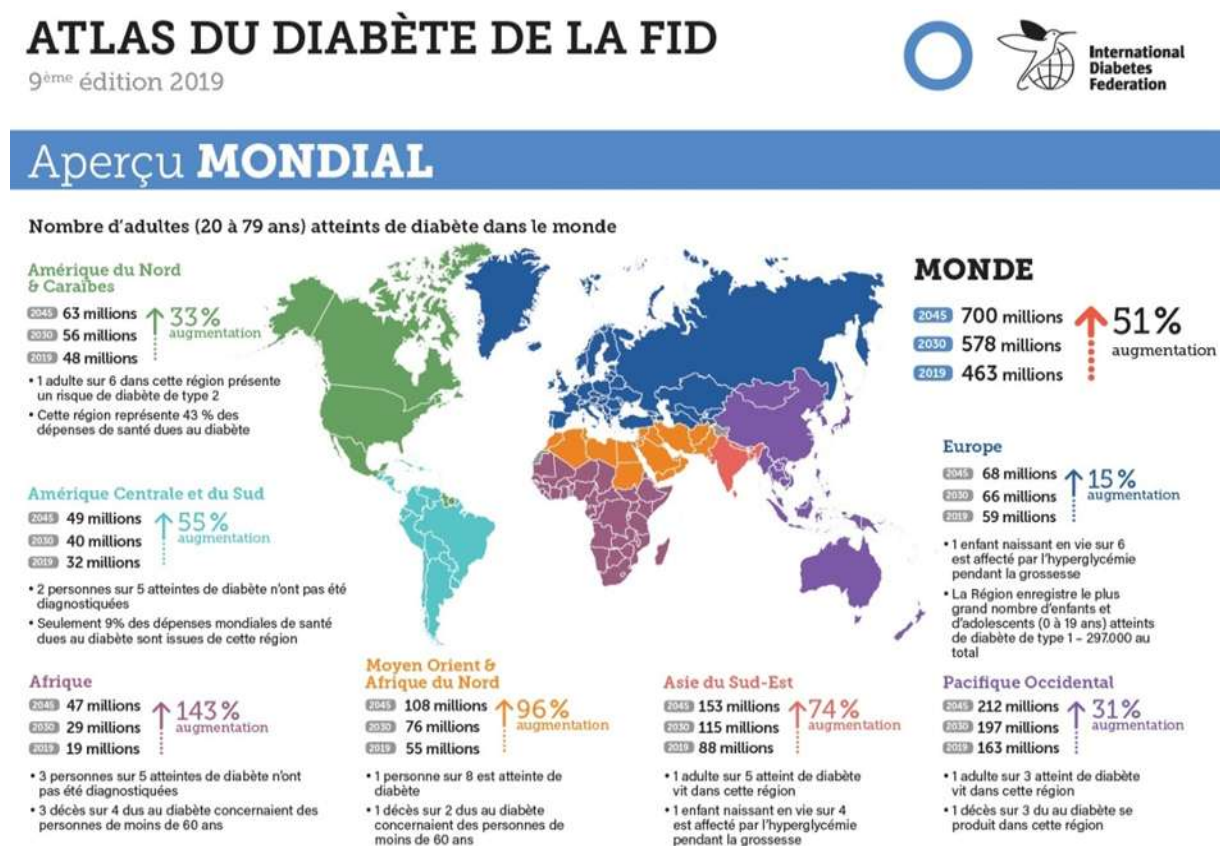 ATLAS DU DIABÈTE DE LA FID
9ème édition 2019
International
Diabetes
Federation
Aperçu MONDIAL
Nombre d'adultes (20 à 79 ans) atteints de diabète dans le monde
Amérique du Nord
& Caraïbes
2045 63 millions
2030 56 millions
2019 48 millions
33%
augmentation
• 1 adulte sur 6 dans cette région présente
un risque de diabète de type 2
• Cette région représente 43 % des
dépenses de santé dues au diabète
MONDE
2045 700 millions
2030 578 millions
2019 463 millions
51%
augmentation
Amérique Centrale et du Sud
2045 49 millions
2030 40 millions
2019 32 millions
55%
augmentation
• 2 personnes sur 5 atteintes de diabète n'ont pas été
diagnostiquées
• Seulement 9% des dépenses mondiales de santé
dues au diabète sont issues de cette région
Europe
2045 68 millions
2030 66 millions
2019 59 millions
15%
augmentation
• 1 enfant naissant en vie sur 6
est affecté par l'hyperglycémie
pendant la grossesse
• La Région enregistre le plus
grand nombre d'enfants et
d'adolescents (0 à 19 ans) atteints
de diabète de type 1 – 297.000 au
total
Afrique
2045 47 millions
2030 29 millions
2019 19 millions
143%
augmentation
• 3 personnes sur 5 atteintes de diabète n'ont
pas été diagnostiquées
• 3 décès sur 4 dus au diabète concernaient des
personnes de moins de 60 ans
Moyen Orient &
Afrique du Nord
2045 108 millions
2030 76 millions
2019 55 millions
96%
augmentation
• 1 personne sur 8 est atteinte de
diabète
• 1 décès sur 2 dus au diabète
concernaient des personnes de
moins de 60 ans
Asie du Sud-Est
2045 153 millions
2030 115 millions
2019 88 millions
74%
augmentation
• 1 adulte sur 5 atteint de diabète
vit dans cette région
• 1 enfant naissant en vie sur 4
est affecté par l'hyperglycémie
pendant la grossesse
Pacifique Occidental
2045 212 millions
2030 197 millions
2019 163 millions
31%
augmentation
• 1 adulte sur 3 atteint de diabète
vit dans cette région
• 1 décès sur 3 du au diabète se
produit dans cette région